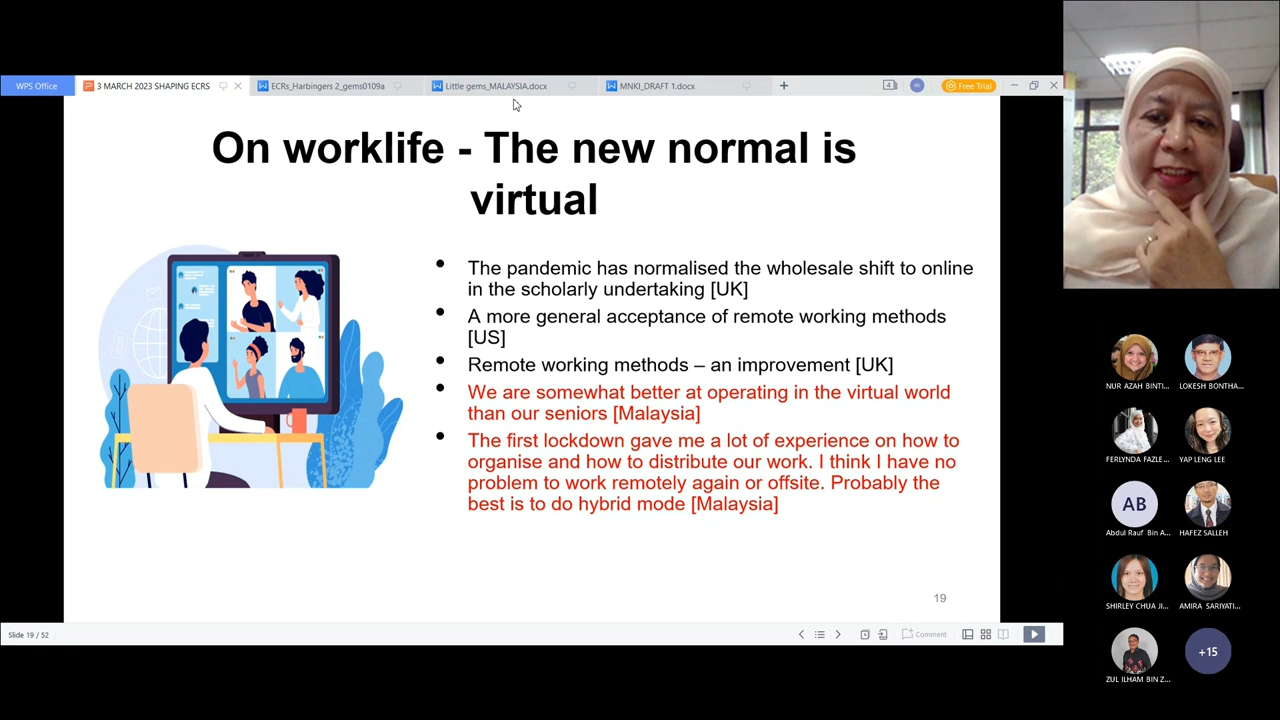 WPS Office
3 MARCH 2023 SHAPING ECRS
ECRs_Harbingers 2_gems0109a
Little gems_MALAYSIA.docx
MNKI_DRAFT 1.docx
Free Trial
On worklife - The new normal is
virtual
• The pandemic has normalised the wholesale shift to online
in the scholarly undertaking [UK]
• A more general acceptance of remote working methods
[US]
• Remote working methods – an improvement [UK]
• We are somewhat better at operating in the virtual world
than our seniors [Malaysia]
• The first lockdown gave me a lot of experience on how to
organise and how to distribute our work. I think I have no
problem to work remotely again or offsite. Probably the
best is to do hybrid mode [Malaysia]
19
Slide 19 / 52
Comment
NUR AZAH BINTI...
LOKESH BONTHA...
FERLYNDA FAZLE...
YAP LENG LEE
AB
Abdul Rauf Bin A...
HAFEZ SALLEH
SHIRLEY CHUA JI...
AMIRA SARIYATI...
ZUL ILHAM BIN Z...
+15